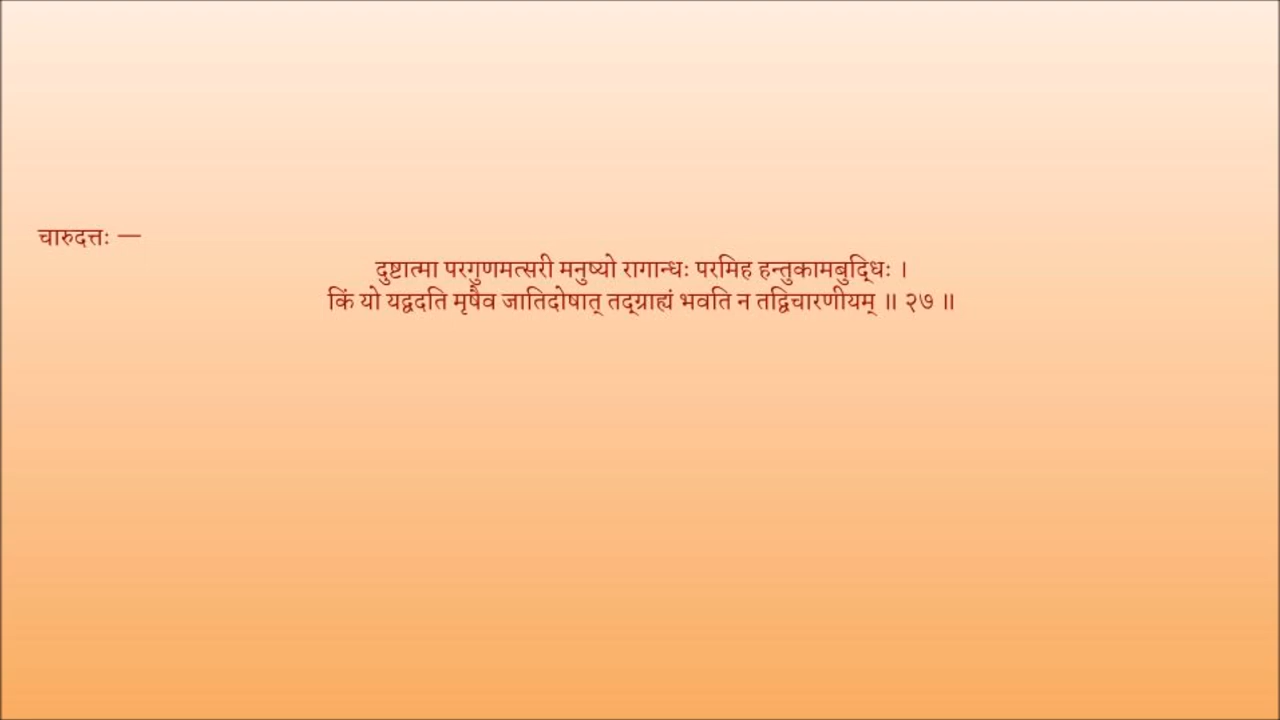 चारुदत्तः —
दुष्टात्मा परगुणमत्सरी मनुष्यो रागान्धः परमिह हन्तुकामबुद्धिः ।
किं यो यद्वदति मृषैव जातिदोषात् तद्ग्राह्यं भवति न तद्विचारणीयम् ॥ २७ ॥